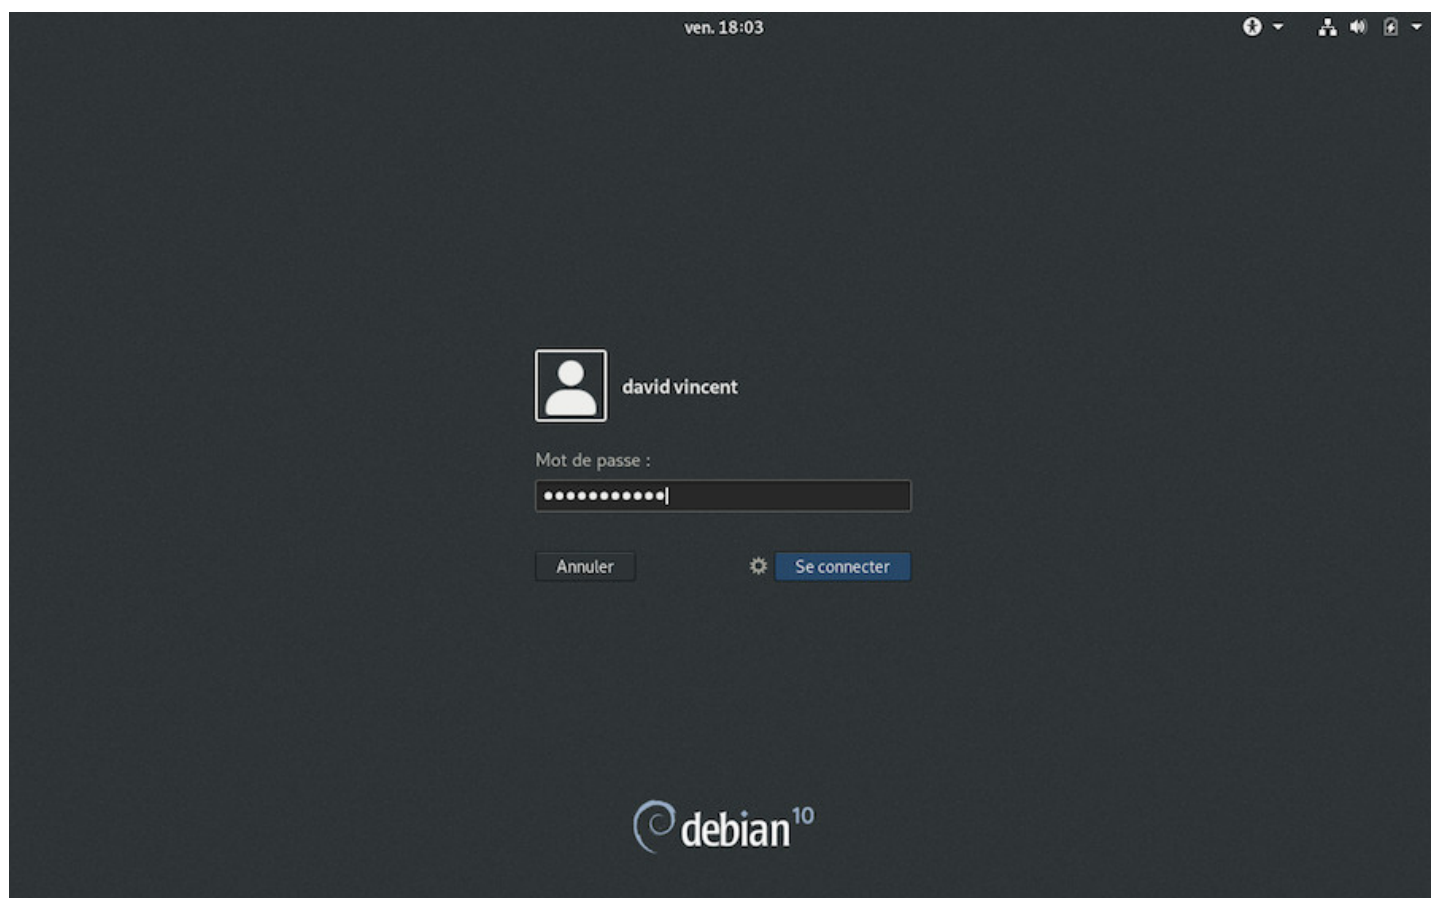 ven. 18:03
david vincent
Mot de passe :
Annuler
Se connecter
debian 10